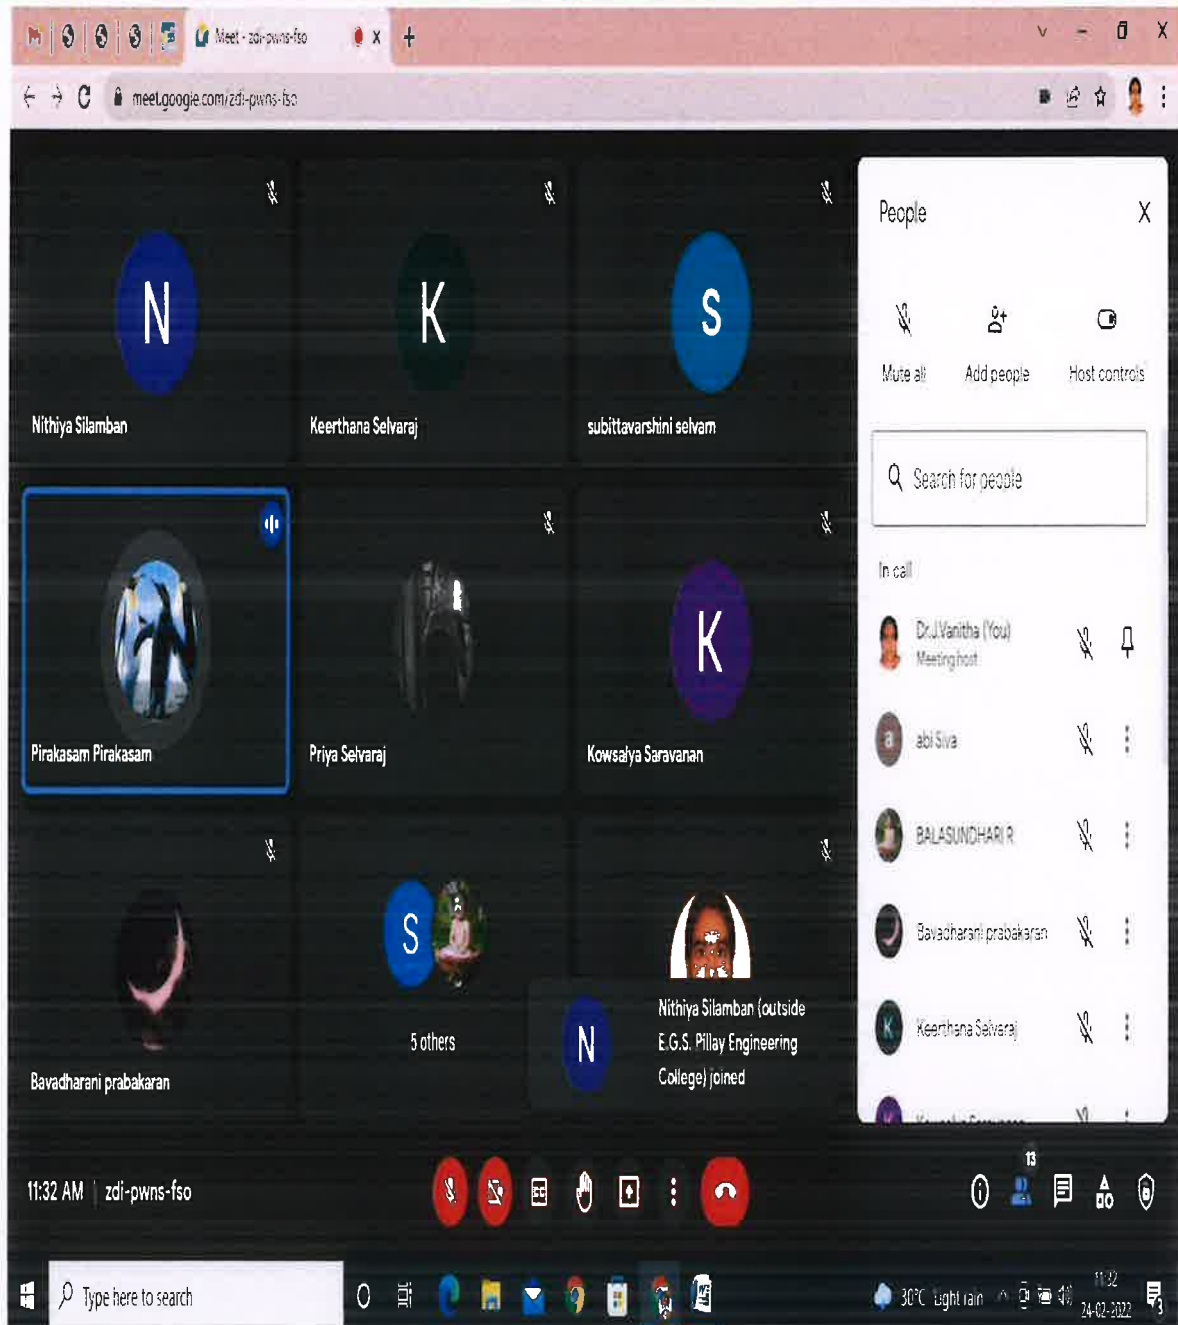 Meet - zdi-pwns-fso
meet.google.com/zdi-pwns-fso
N
Nithiya Silamban
K
Keerthana Selvaraj
S
subittavarshini selvam
Pirakasam Pirakasam
Priya Selvaraj
K
Kowsalya Saravanan
Bavadharani prabakaran
S
5 others
N
Nithiya Silamban (outside
E.G.S. Pillay Engineering
College) joined
People
Mute all Add people Host controls
Search for people
In call
Dr.J.Vanitha (You)
Meeting host
a
abi Siva
BALASUNDHARI R
Bavadharani prabakaran
K
Keerthana Selvaraj
11:32 AM | zdi-pwns-fso
13
Type here to search
30°C Light rain
11:32
24-02-2022
3